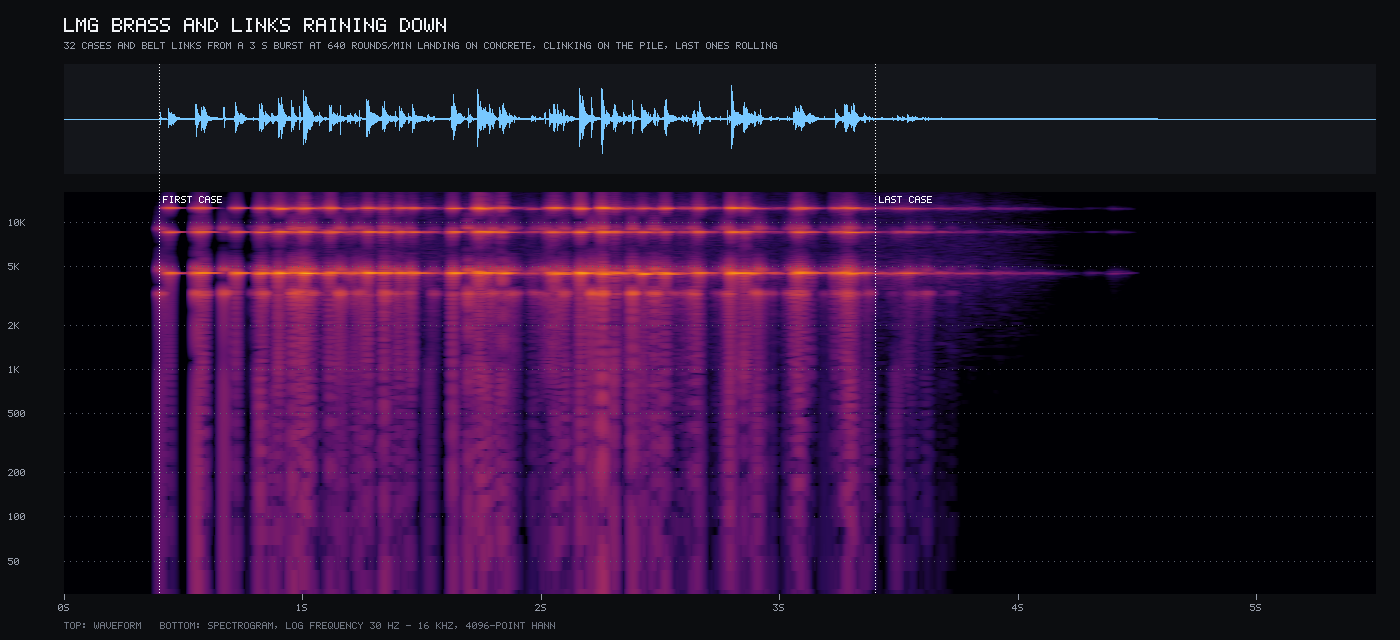 LMG BRASS AND LINKS RAINING DOWN
32 CASES AND BELT LINKS FROM A 3 S BURST AT 640 ROUNDS/MIN LANDING ON CONCRETE, CLINKING ON THE PILE, LAST ONES ROLLING
FIRST CASE
LAST CASE
10K
5K
2K
1K
500
200
100
50
0S
1S
2S
3S
4S
5S
TOP: WAVEFORM BOTTOM: SPECTROGRAM, LOG FREQUENCY 30 HZ - 16 KHZ, 4096-POINT HANN